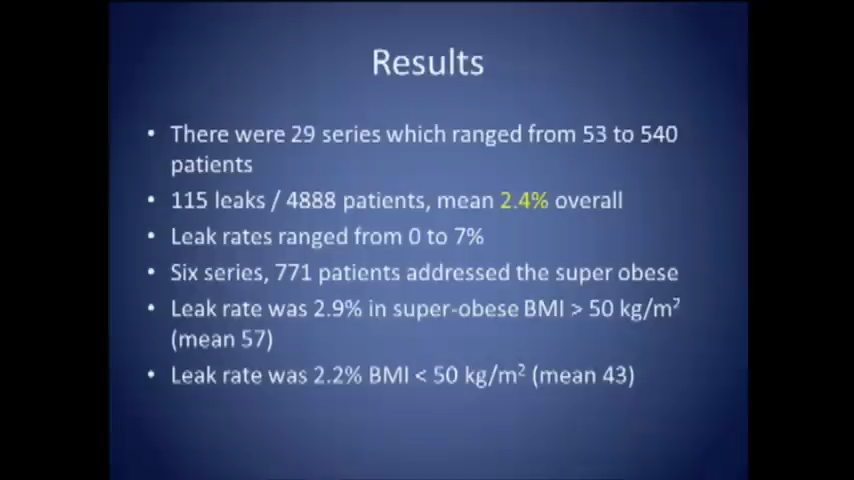 Results
• There were 29 series which ranged from 53 to 540
patients
• 115 leaks / 4888 patients, mean 2.4% overall
• Leak rates ranged from 0 to 7%
• Six series, 771 patients addressed the super obese
• Leak rate was 2.9% in super-obese BMI > 50 kg/m²
(mean 57)
• Leak rate was 2.2% BMI < 50 kg/m² (mean 43)